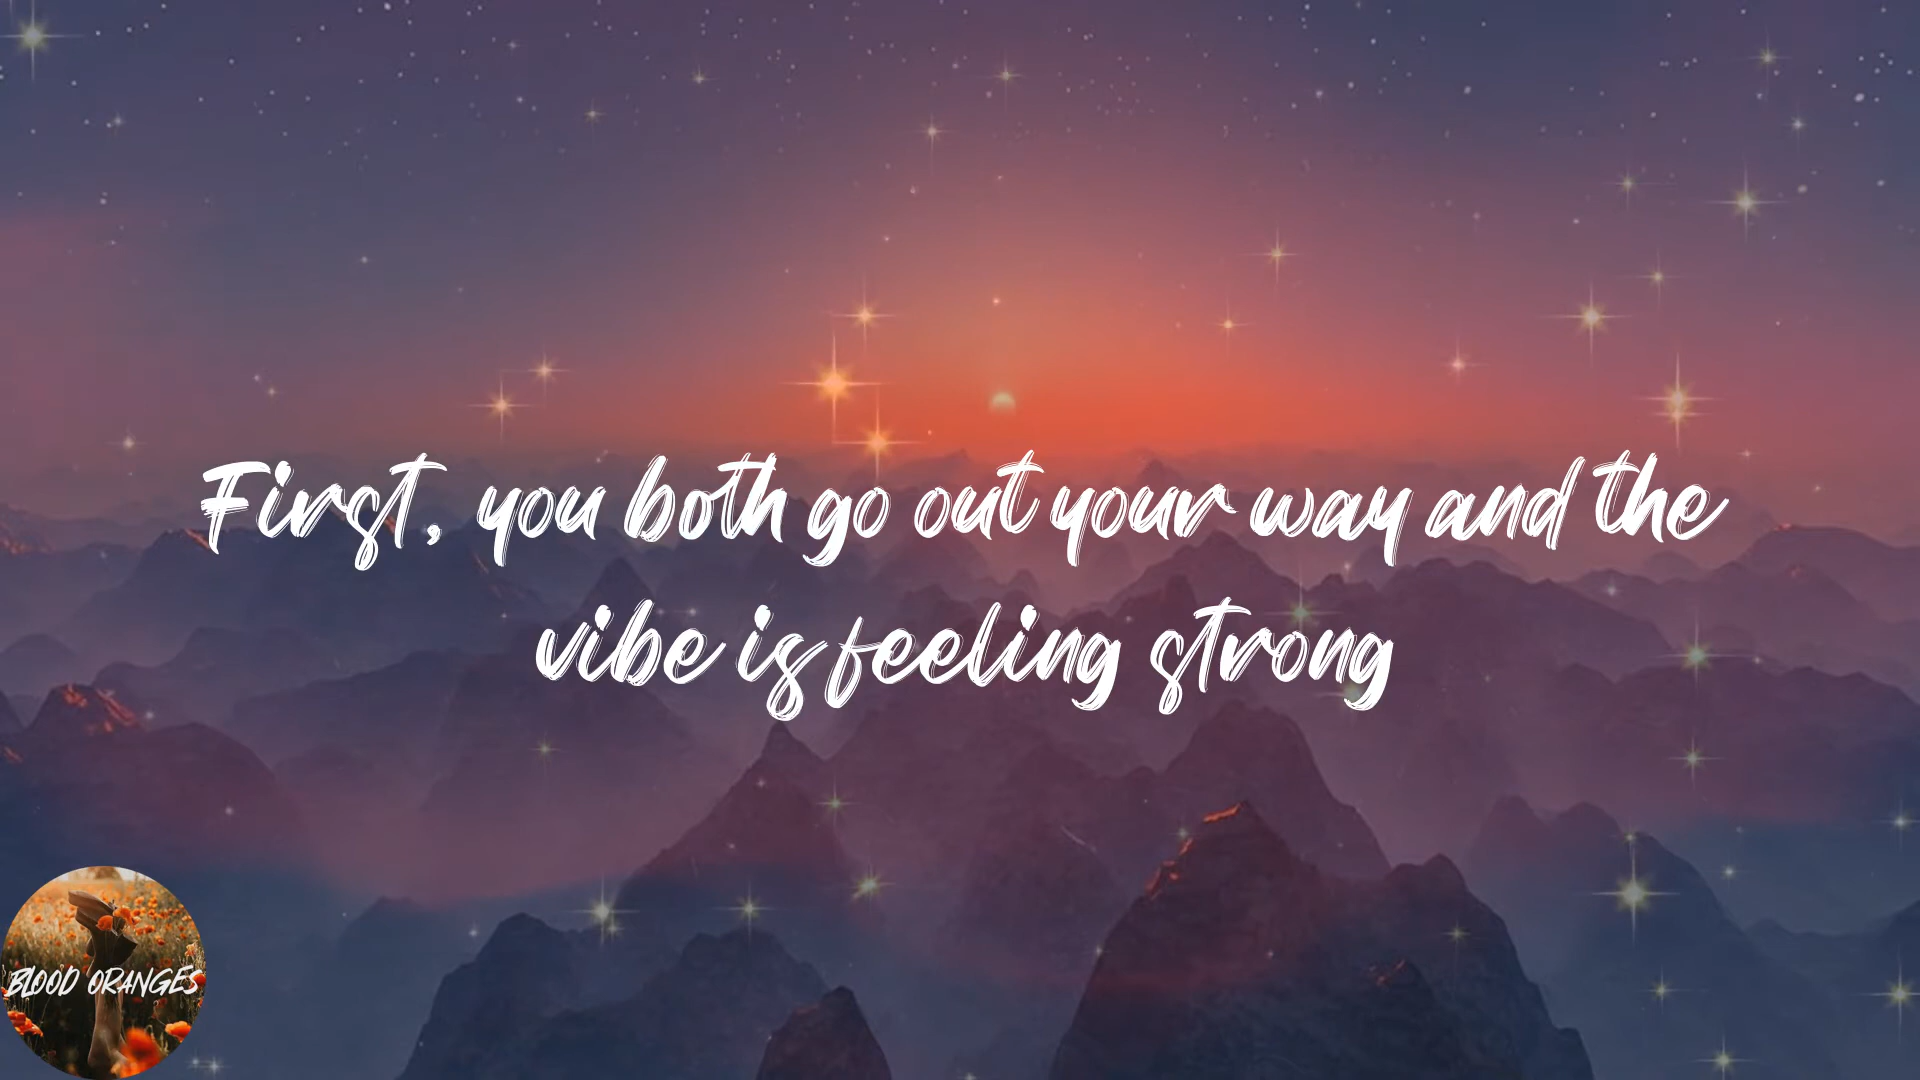 First, you both go out your way and the
vibe is feeling strong
BLOOD ORANGES